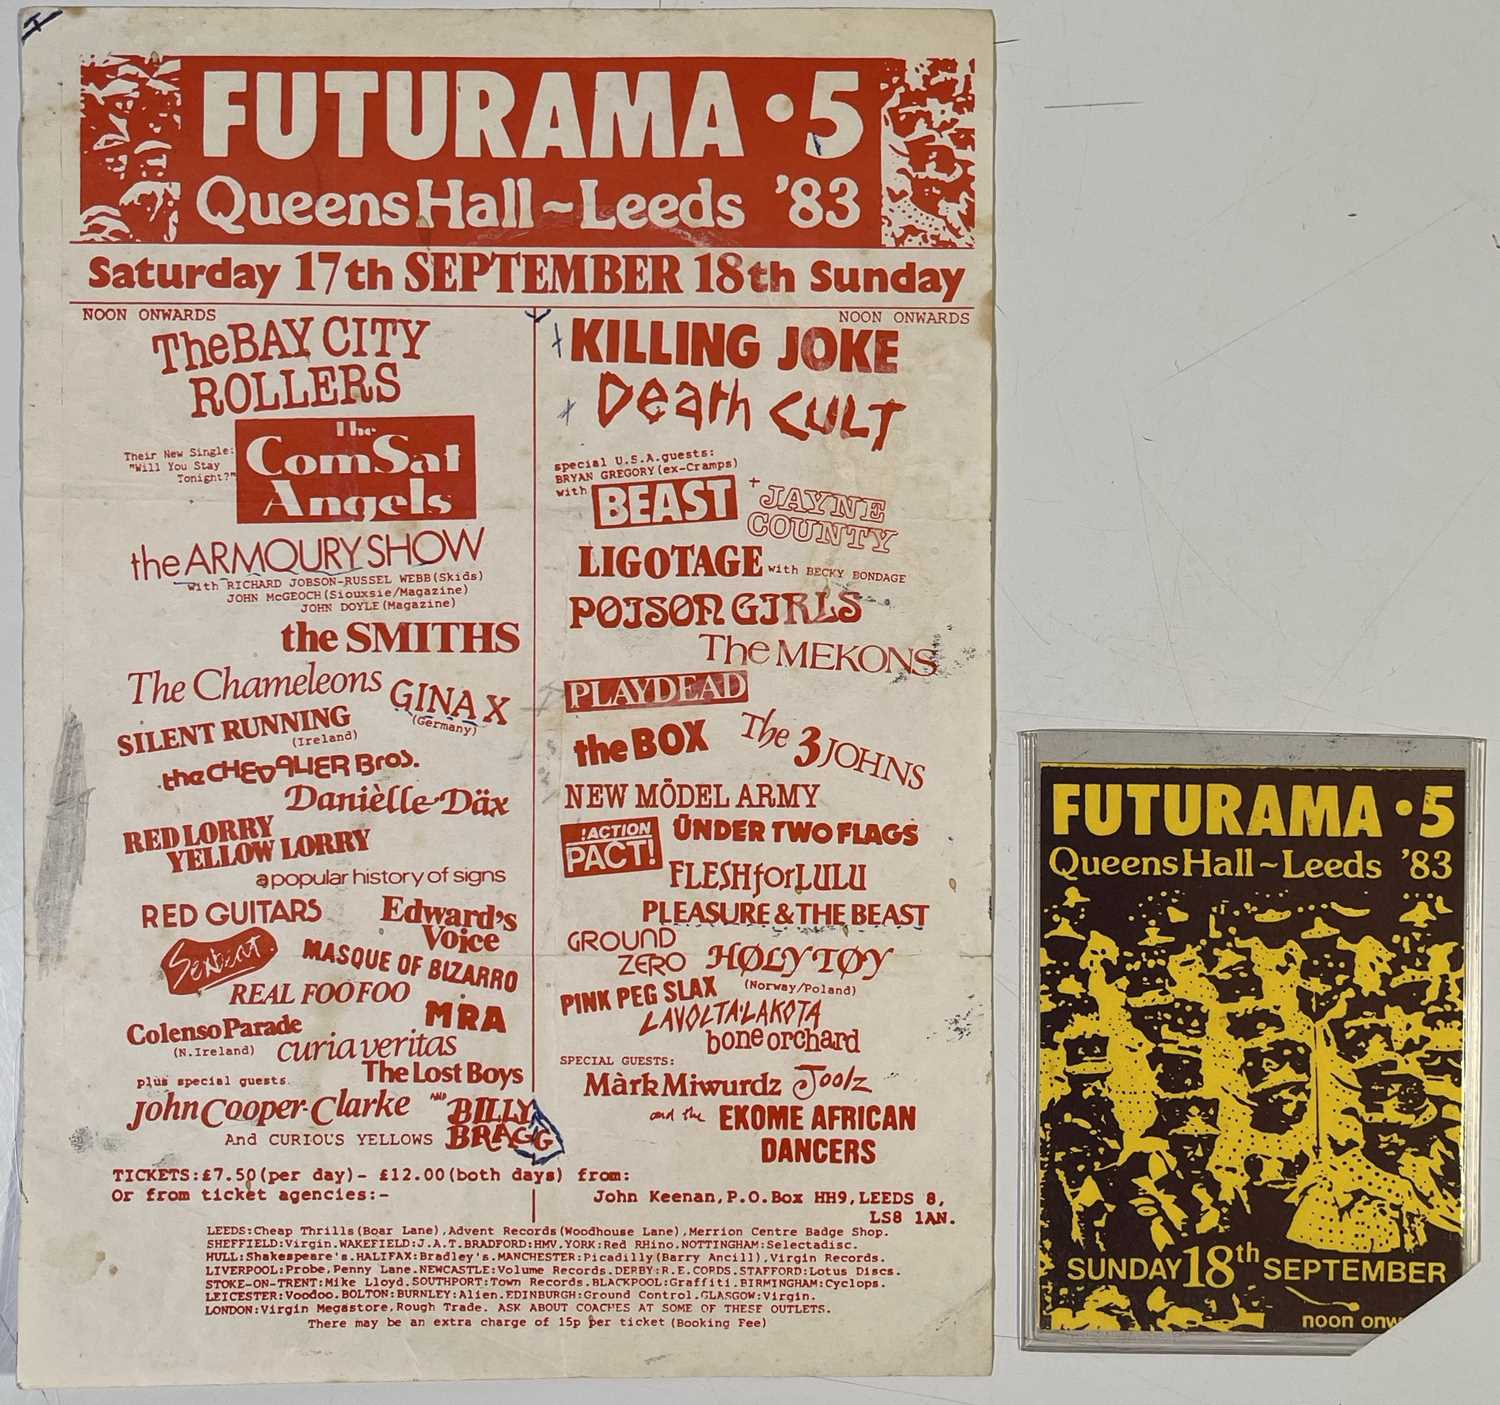 FUTURAMA • 5
Queens Hall ~ Leeds '83
Saturday 17th SEPTEMBER 18th Sunday
NOON ONWARDS
The BAY CITY
ROLLERS
Their New Single:
"Will You Stay
Tonight?"
The
ComSat
Angels
the ARMOURY SHOW
with RICHARD JOBSON-RUSSEL WEBB(Skids)
JOHN McGEOCH(Siouxsie/Magazine)
JOHN DOYLE(Magazine)
the SMITHS
The Chameleons
GINA X
(Germany)
SILENT RUNNING
(Ireland)
the CHEVALIER Bros.
Danièlle Däx
RED LORRY
YELLOW LORRY
a popular history of signs
RED GUITARS
Edward's
Voice
SexBeat
MASQUE OF BIZARRO
REAL FOO FOO
MRA
Colenso Parade
(N.Ireland)
curia veritas
The Lost Boys
plus special guests
John Cooper-Clarke
AND BILLY
BRAGG
And CURIOUS YELLOWS
NOON ONWARDS
KILLING JOKE
Death CULT
special U.S.A.guests:
BRYAN GREGORY(ex-Cramps)
with BEAST
+ JAYNE
COUNTY
LIGOTAGE with BECKY BONDAGE
POISON GIRLS
The MEKONS
PLAYDEAD
the BOX
The 3 JOHNS
NEW MÖDEL ARMY
!ACTION
PACT!
ÜNDER TWO FLAGS
FLESH for LULU
PLEASURE & THE BEAST
GROUND
ZERO
HØLY TØY
(Norway/Poland)
PINK PEG SLAX
LAVOLTA·LAKOTA
bone orchard
SPECIAL GUESTS:
Màrk Miwurdz
Joolz
and the EKOME AFRICAN
DANCERS
TICKETS:£7.50(per day)- £12.00(both days) from:
Or from ticket agencies:-
John Keenan,P.O.Box HH9,LEEDS 8,
LS8 1AN.
LEEDS:Cheap Thrills(Boar Lane),Advent Records(Woodhouse Lane),Merrion Centre Badge Shop.
SHEFFIELD:Virgin.WAKEFIELD:J.A.T.BRADFORD:HMV.YORK:Red RHino.NOTTINGHAM:Selectadisc.
HULL:Shakespeare's.HALIFAX:Bradley's.MANCHESTER:Picadilly(Barry Ancill),Virgin Records.
LIVERPOOL:Probe,Penny Lane.NEWCASTLE:Volume Records.DERBY:R.E.CORDS.STAFFORD:Lotus Discs.
STOKE-ON-TRENT:Mike Lloyd.SOUTHPORT:Town Records.BLACKPOOL:Graffiti.BIRMINGHAM:Cyclops.
LEICESTER:Voodoo.BOLTON:BURNLEY:Alien.EDINBURGH:Ground Control.GLASGOW:Virgin.
LONDON:Virgin Megastore,Rough Trade. ASK ABOUT COACHES AT SOME OF THESE OUTLETS.
There may be an extra charge of 15p per ticket(Booking Fee)
FUTURAMA • 5
Queens Hall ~ Leeds '83
SUNDAY 18th SEPTEMBER
noon onw